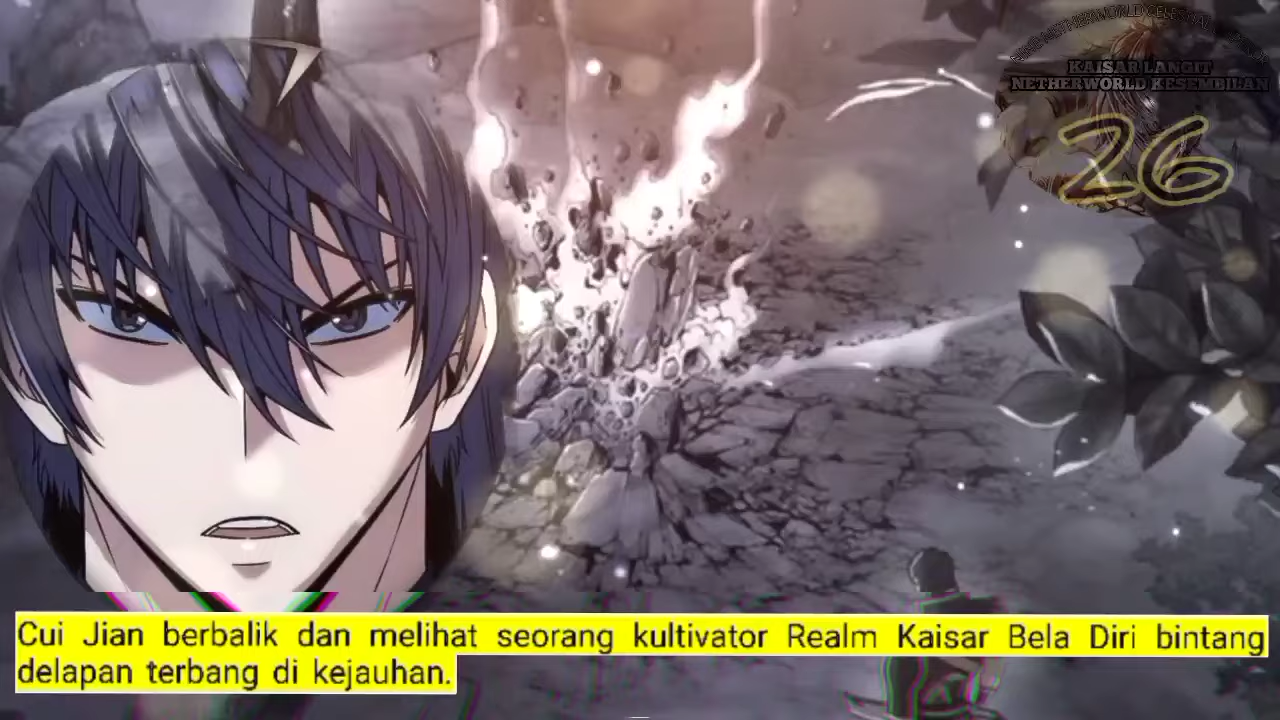 KAISAR LANGIT
NETHERWORLD KESEMBILAN
26
Cui Jian berbalik dan melihat seorang kultivator Realm Kaisar Bela Diri bintang
delapan terbang di kejauhan.